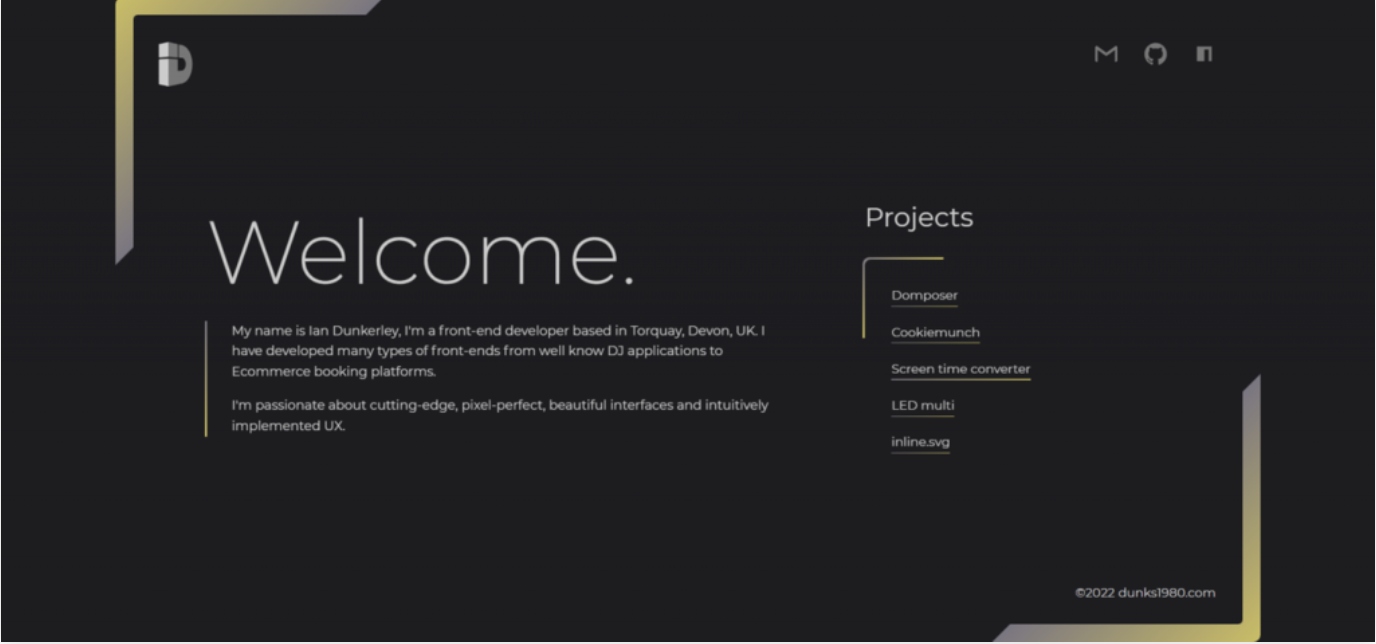 Welcome.
My name is Ian Dunkerley, I'm a front-end developer based in Torquay, Devon, UK. I
have developed many types of front-ends from well know DJ applications to
Ecommerce booking platforms.
I'm passionate about cutting-edge, pixel-perfect, beautiful interfaces and intuitively
implemented UX.
Projects
Domposer
Cookiemunch
Screen time converter
LED multi
inline.svg
©2022 dunks1980.com